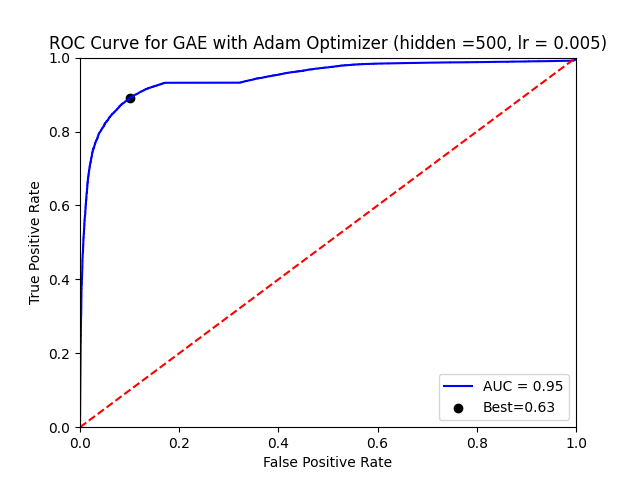 ROC Curve for GAE with Adam Optimizer (hidden =500, lr = 0.005)
1.0
0.8
0.6
0.4
0.2
0.0
True Positive Rate
AUC = 0.95
Best=0.63
0.0 0.2 0.4 0.6 0.8 1.0
False Positive Rate